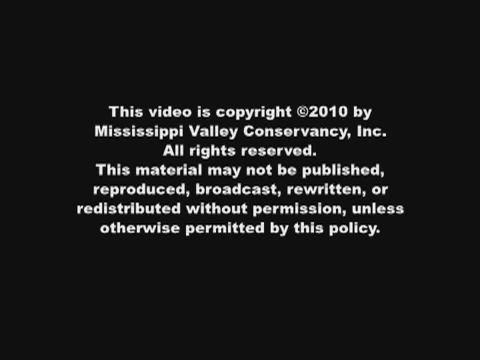 This video is copyright ©2010 by
Mississippi Valley Conservancy, Inc.
All rights reserved.
This material may not be published,
reproduced, broadcast, rewritten, or
redistributed without permission, unless
otherwise permitted by this policy.